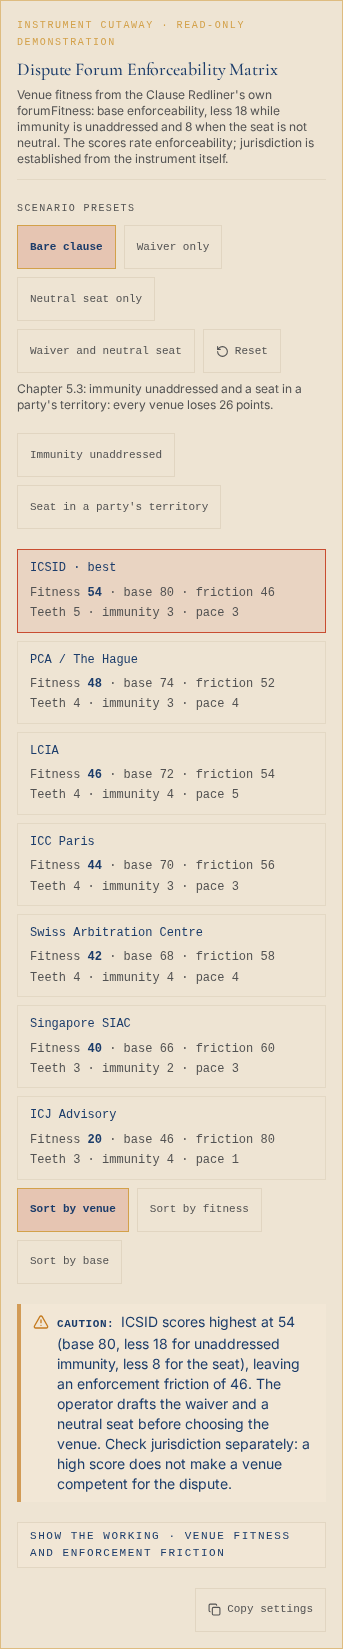 INSTRUMENT CUTAWAY · READ-ONLY
DEMONSTRATION
Dispute Forum Enforceability Matrix
Venue fitness from the Clause Redliner's own
forumFitness: base enforceability, less 18 while
immunity is unaddressed and 8 when the seat is not
neutral. The scores rate enforceability; jurisdiction is
established from the instrument itself.
SCENARIO PRESETS
Bare clause
Waiver only
Neutral seat only
Waiver and neutral seat
Reset
Chapter 5.3: immunity unaddressed and a seat in a
party's territory: every venue loses 26 points.
Immunity unaddressed
Seat in a party's territory
ICSID · best
Fitness 54 · base 80 · friction 46
Teeth 5 · immunity 3 · pace 3
PCA / The Hague
Fitness 48 · base 74 · friction 52
Teeth 4 · immunity 3 · pace 4
LCIA
Fitness 46 · base 72 · friction 54
Teeth 4 · immunity 4 · pace 5
ICC Paris
Fitness 44 · base 70 · friction 56
Teeth 4 · immunity 3 · pace 3
Swiss Arbitration Centre
Fitness 42 · base 68 · friction 58
Teeth 4 · immunity 4 · pace 4
Singapore SIAC
Fitness 40 · base 66 · friction 60
Teeth 3 · immunity 2 · pace 3
ICJ Advisory
Fitness 20 · base 46 · friction 80
Teeth 3 · immunity 4 · pace 1
Sort by venue
Sort by fitness
Sort by base
CAUTION: ICSID scores highest at 54
(base 80, less 18 for unaddressed
immunity, less 8 for the seat), leaving
an enforcement friction of 46. The
operator drafts the waiver and a
neutral seat before choosing the
venue. Check jurisdiction separately: a
high score does not make a venue
competent for the dispute.
SHOW THE WORKING · VENUE FITNESS
AND ENFORCEMENT FRICTION
Copy settings